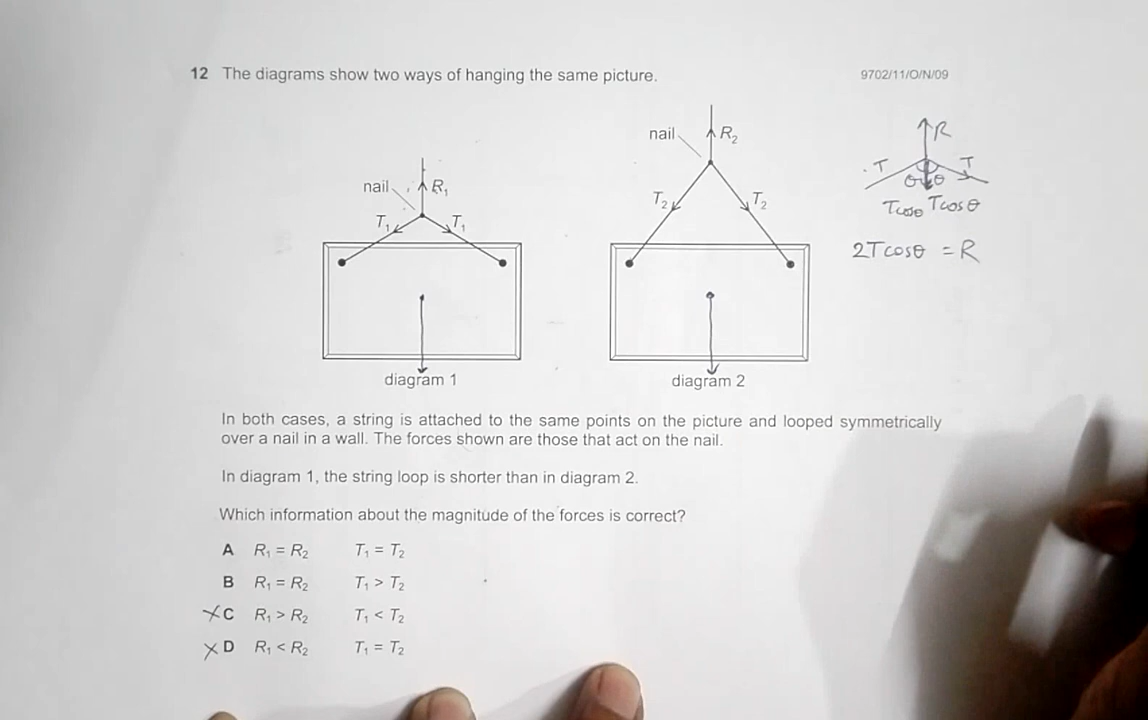 12 The diagrams show two ways of hanging the same picture.
9702/11/O/N/09
nail R₁
T₁ T₁
diagram 1
nail R₂
T₂ T₂
diagram 2
R
T T
θ θ
Tcosθ Tcosθ
2Tcosθ = R
In both cases, a string is attached to the same points on the picture and looped symmetrically
over a nail in a wall. The forces shown are those that act on the nail.
In diagram 1, the string loop is shorter than in diagram 2.
Which information about the magnitude of the forces is correct?
A R₁ = R₂ T₁ = T₂
B R₁ = R₂ T₁ > T₂
C R₁ > R₂ T₁ < T₂
D R₁ < R₂ T₁ = T₂